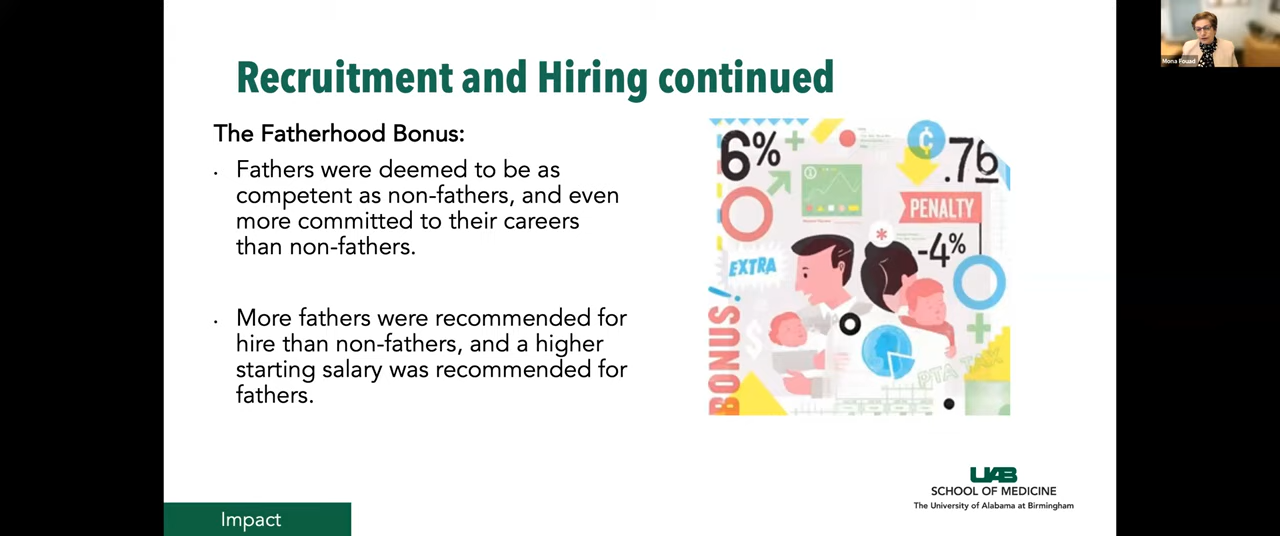 Recruitment and Hiring continued
The Fatherhood Bonus:
· Fathers were deemed to be as
competent as non-fathers, and even
more committed to their careers
than non-fathers.
· More fathers were recommended for
hire than non-fathers, and a higher
starting salary was recommended for
fathers.
6%
¢
.76
PENALTY
-4%
EXTRA
BONUS!
$
PTA TAX
UAB
SCHOOL OF MEDICINE
The University of Alabama at Birmingham
Impact
Mona Fouad